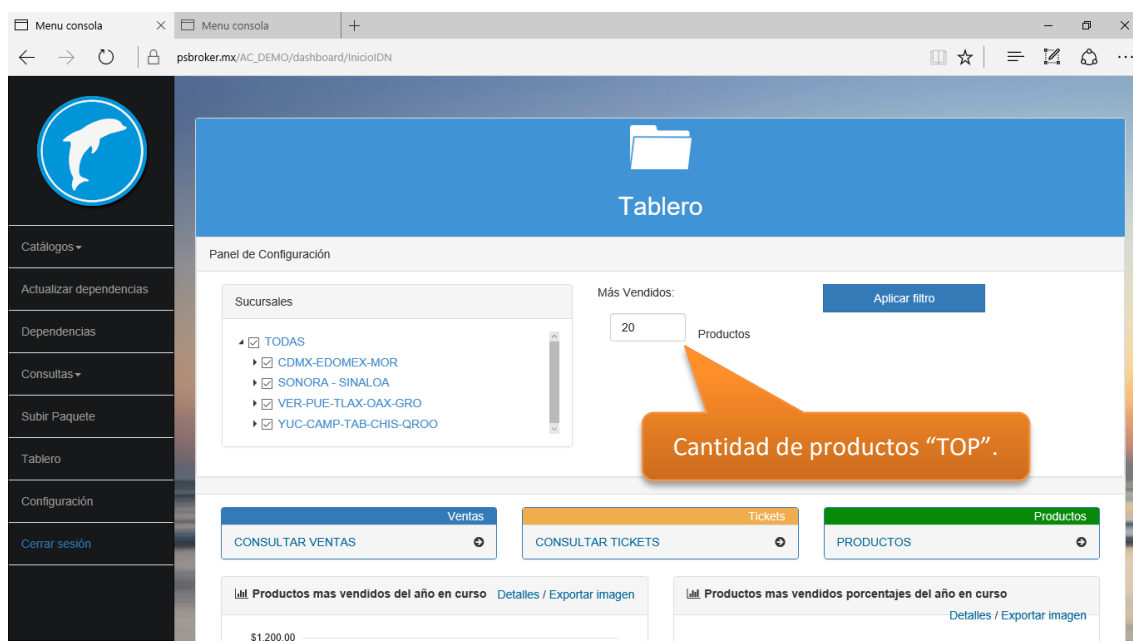 Menu consola
Menu consola
psbroker.mx/AC_DEMO/dashboard/InicioIDN
Tablero
Catálogos
Actualizar dependencias
Dependencias
Consultas
Subir Paquete
Tablero
Configuración
Cerrar sesión
Panel de Configuración
Sucursales
TODAS
CDMX-EDOMEX-MOR
SONORA - SINALOA
VER-PUE-TLAX-OAX-GRO
YUC-CAMP-TAB-CHIS-QROO
Más Vendidos:
20 Productos
Aplicar filtro
Cantidad de productos “TOP”.
Ventas
CONSULTAR VENTAS
Tickets
CONSULTAR TICKETS
Productos
PRODUCTOS
Productos mas vendidos del año en curso Detalles / Exportar imagen
$1,200.00
Productos mas vendidos porcentajes del año en curso
Detalles / Exportar imagen